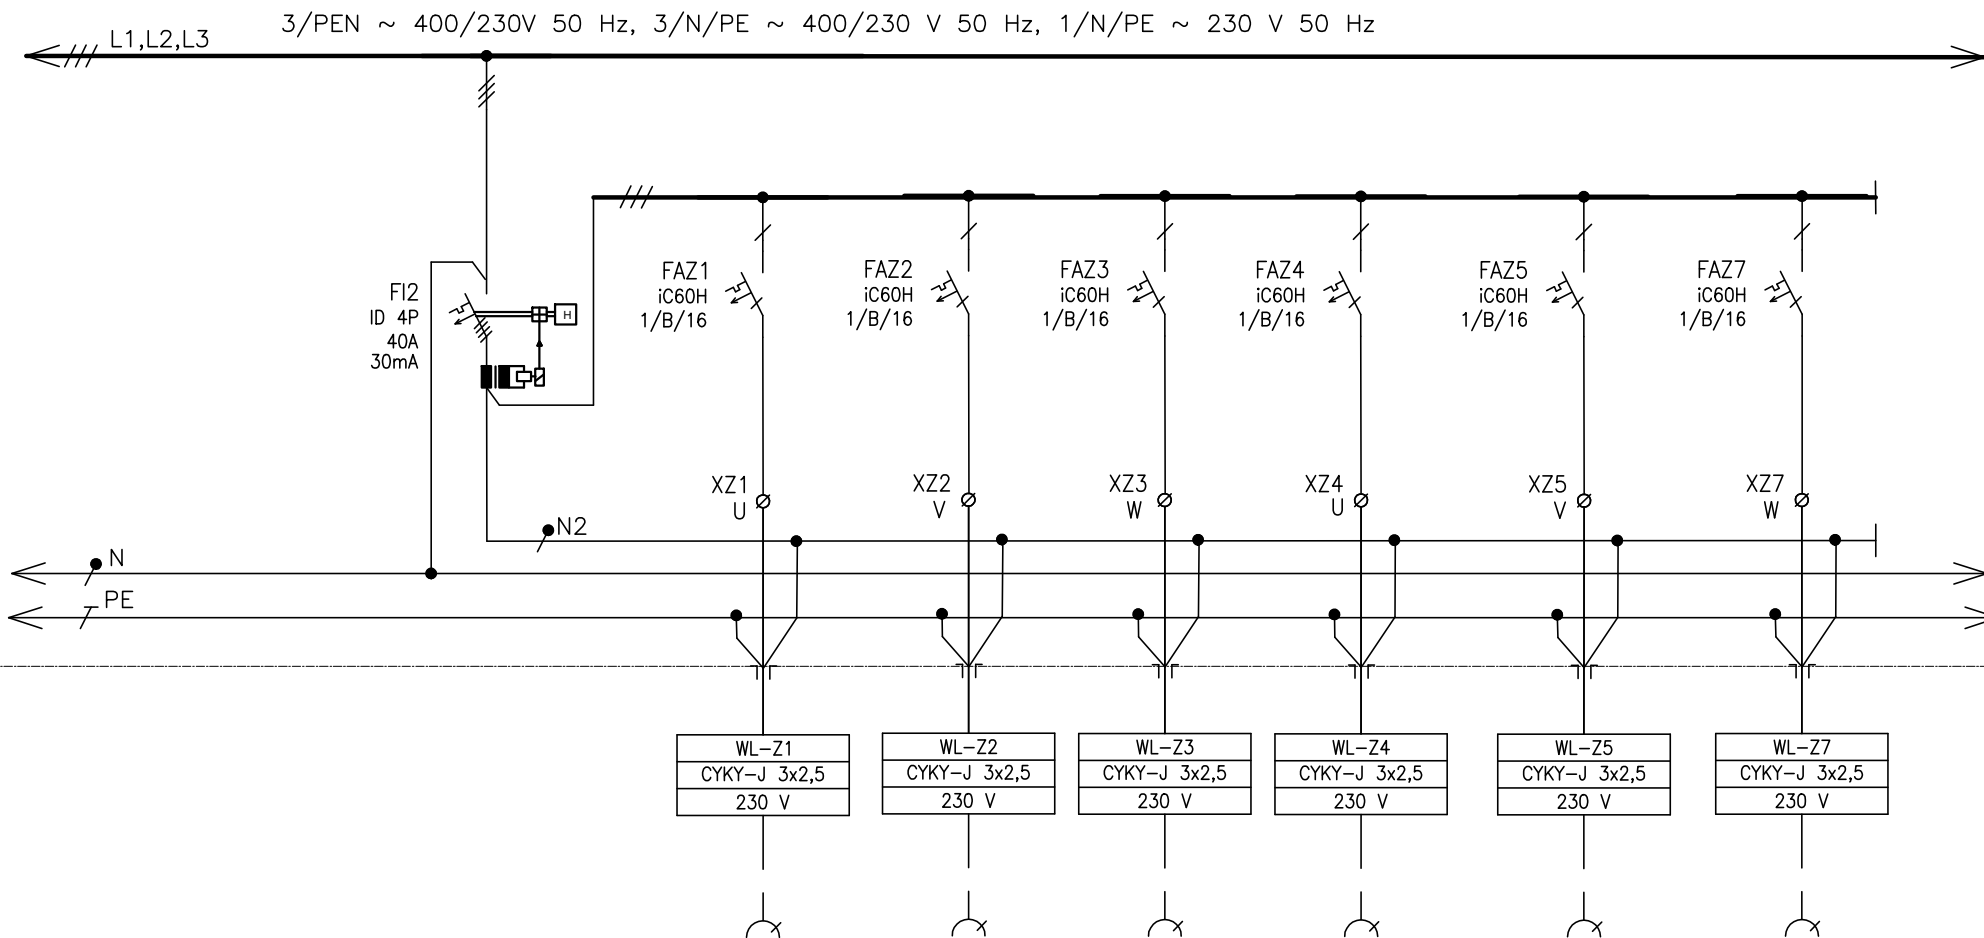 3/PEN ~ 400/230V 50 Hz, 3/N/PE ~ 400/230 V 50 Hz, 1/N/PE ~ 230 V 50 Hz
L1,L2,L3
FI2
ID 4P
40A
30mA
H
FAZ1
iC60H
1/B/16
FAZ2
iC60H
1/B/16
FAZ3
iC60H
1/B/16
FAZ4
iC60H
1/B/16
FAZ5
iC60H
1/B/16
FAZ7
iC60H
1/B/16
XZ1
U
XZ2
V
XZ3
W
XZ4
U
XZ5
V
XZ7
W
N2
N
PE
WL-Z1
CYKY-J 3x2,5
230 V
WL-Z2
CYKY-J 3x2,5
230 V
WL-Z3
CYKY-J 3x2,5
230 V
WL-Z4
CYKY-J 3x2,5
230 V
WL-Z5
CYKY-J 3x2,5
230 V
WL-Z7
CYKY-J 3x2,5
230 V